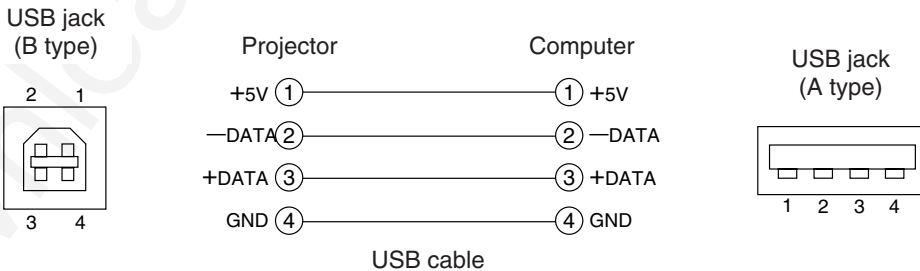 USB jack
(B type)
2 1
3 4
Projector Computer
+5V 1 1 +5V
—DATA 2 2 —DATA
+DATA 3 3 +DATA
GND 4 4 GND
USB cable
USB jack
(A type)
1 2 3 4